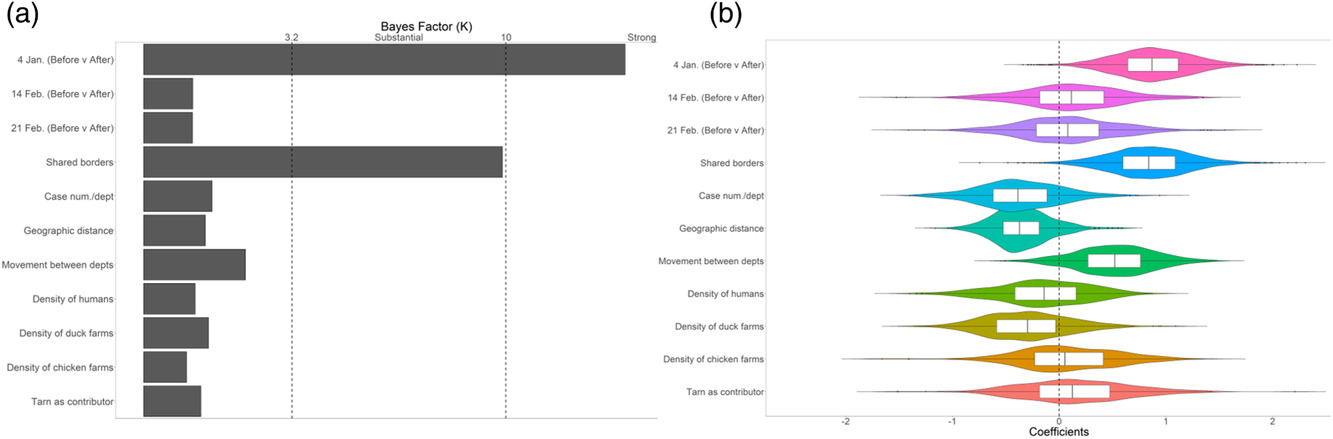 (a)
Bayes Factor (K)
3.2 Substantial 10 Strong
4 Jan. (Before v After)
14 Feb. (Before v After)
21 Feb. (Before v After)
Shared borders
Case num./dept
Geographic distance
Movement between depts
Density of humans
Density of duck farms
Density of chicken farms
Tarn as contributor
(b)
4 Jan. (Before v After)
14 Feb. (Before v After)
21 Feb. (Before v After)
Shared borders
Case num./dept
Geographic distance
Movement between depts
Density of humans
Density of duck farms
Density of chicken farms
Tarn as contributor
-2 -1 0 1 2
Coefficients